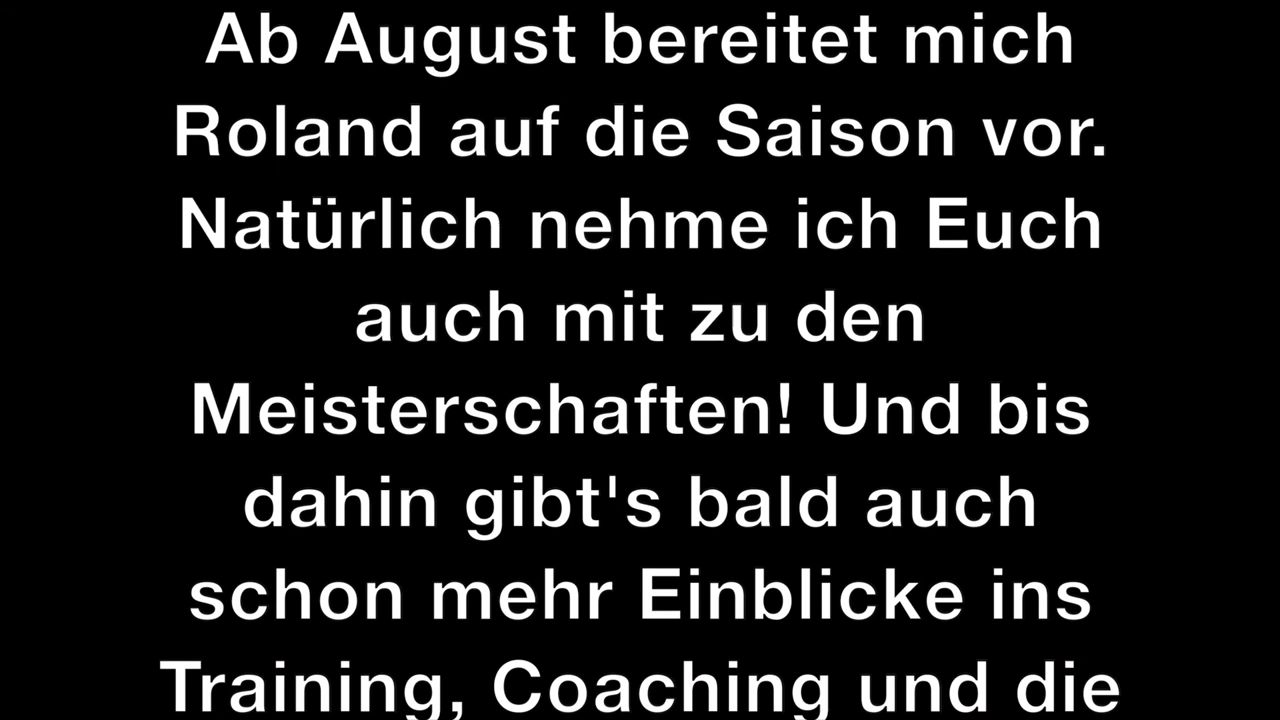 Ab August bereitet mich
Roland auf die Saison vor.
Natürlich nehme ich Euch
auch mit zu den
Meisterschaften! Und bis
dahin gibt's bald auch
schon mehr Einblicke ins
Training, Coaching und die